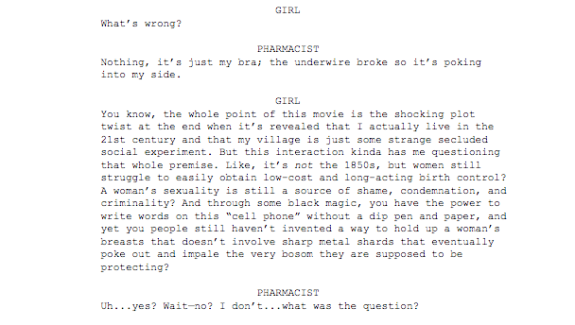 GIRL
What's wrong?
PHARMACIST
Nothing, it's just my bra; the underwire broke so it's poking
into my side.
GIRL
You know, the whole point of this movie is the shocking plot
twist at the end when it's revealed that I actually live in the
21st century and that my village is just some strange secluded
social experiment. But this interaction kinda has me questioning
that whole premise. Like, it's not the 1850s, but women still
struggle to easily obtain low-cost and long-acting birth control?
A woman's sexuality is still a source of shame, condemnation, and
criminality? And through some black magic, you have the power to
write words on this “cell phone” without a dip pen and paper, and
yet you people still haven't invented a way to hold up a woman's
breasts that doesn't involve sharp metal shards that eventually
poke out and impale the very bosom they are supposed to be
protecting?
PHARMACIST
Uh...yes? Wait—no? I don't...what was the question?